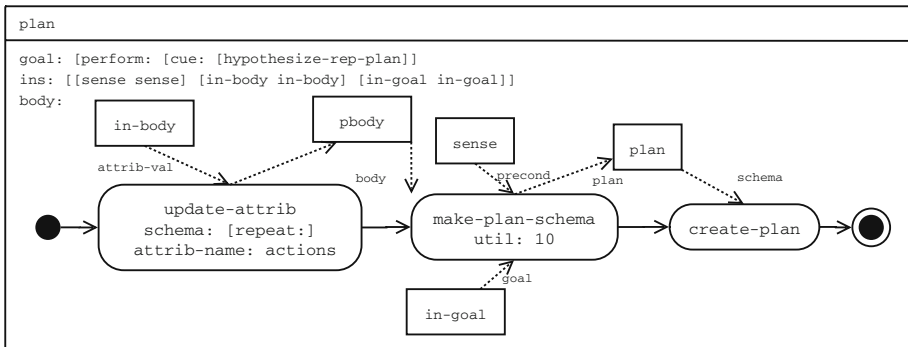 plan
goal: [perform: [cue: [hypothesize-rep-plan]]
ins: [[sense sense] [in-body in-body] [in-goal in-goal]]
body:
in-body
pbody
sense
plan
attrib-val
body
precond
plan
schema
update-attrib
schema: [repeat:]
attrib-name: actions
make-plan-schema
util: 10
create-plan
goal
in-goal